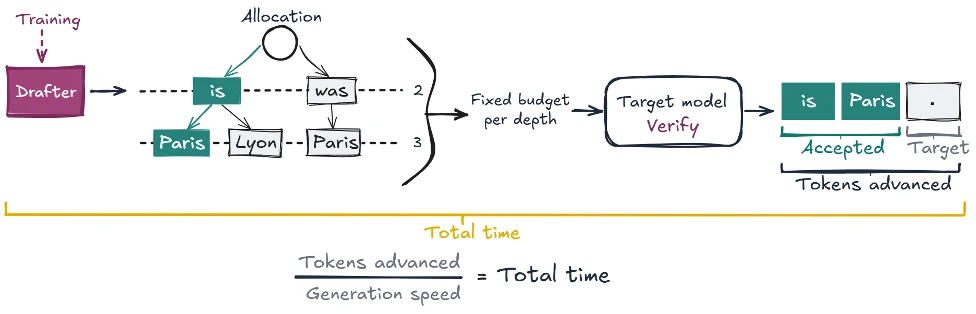 Training
Drafter
Allocation
is
was
2
Paris
Lyon
Paris
3
Fixed budget
per depth
Target model
Verify
is
Paris
.
Accepted
Target
Tokens advanced
Total time
Tokens advanced
Generation speed
= Total time